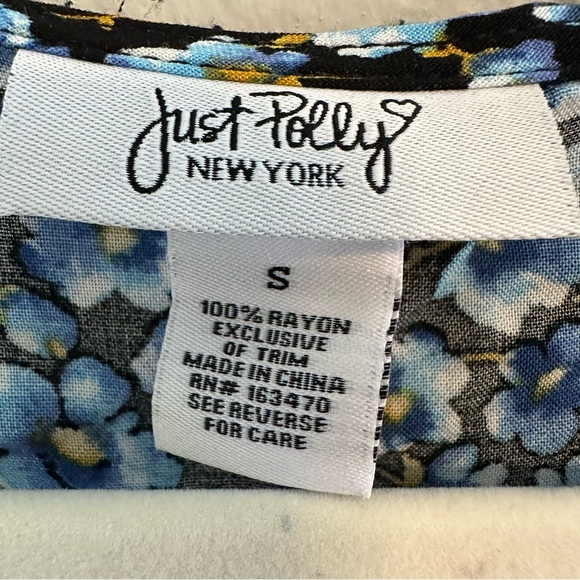 Just Polly
NEW YORK
S
100% RAYON
EXCLUSIVE
OF TRIM
MADE IN CHINA
RN# 163470
SEE REVERSE
FOR CARE